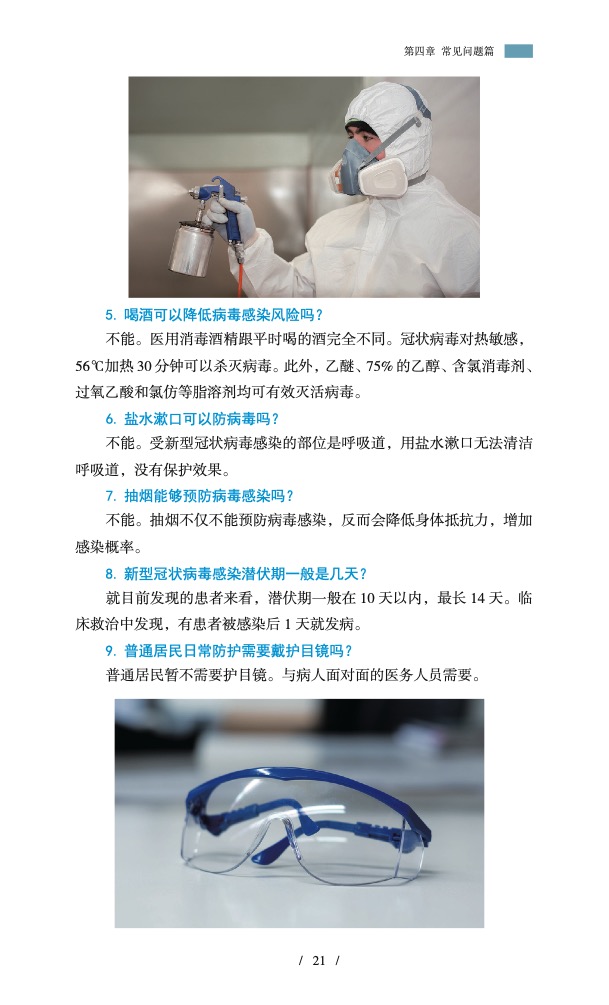 第四章 常见问题篇
5. 喝酒可以降低病毒感染风险吗？
不能。医用消毒酒精跟平时喝的酒完全不同。冠状病毒对热敏感，
56℃加热 30 分钟可以杀灭病毒。此外，乙醚、75% 的乙醇、含氯消毒剂、
过氧乙酸和氯仿等脂溶剂均可有效灭活病毒。
6. 盐水漱口可以防病毒吗？
不能。受新型冠状病毒感染的部位是呼吸道，用盐水漱口无法清洁
呼吸道，没有保护效果。
7. 抽烟能够预防病毒感染吗？
不能。抽烟不仅不能预防病毒感染，反而会降低身体抵抗力，增加
感染概率。
8. 新型冠状病毒感染潜伏期一般是几天？
就目前发现的患者来看，潜伏期一般在 10 天以内，最长 14 天。临
床救治中发现，有患者被感染后 1 天就发病。
9. 普通居民日常防护需要戴护目镜吗？
普通居民暂不需要护目镜。与病人面对面的医务人员需要。
/ 21 /